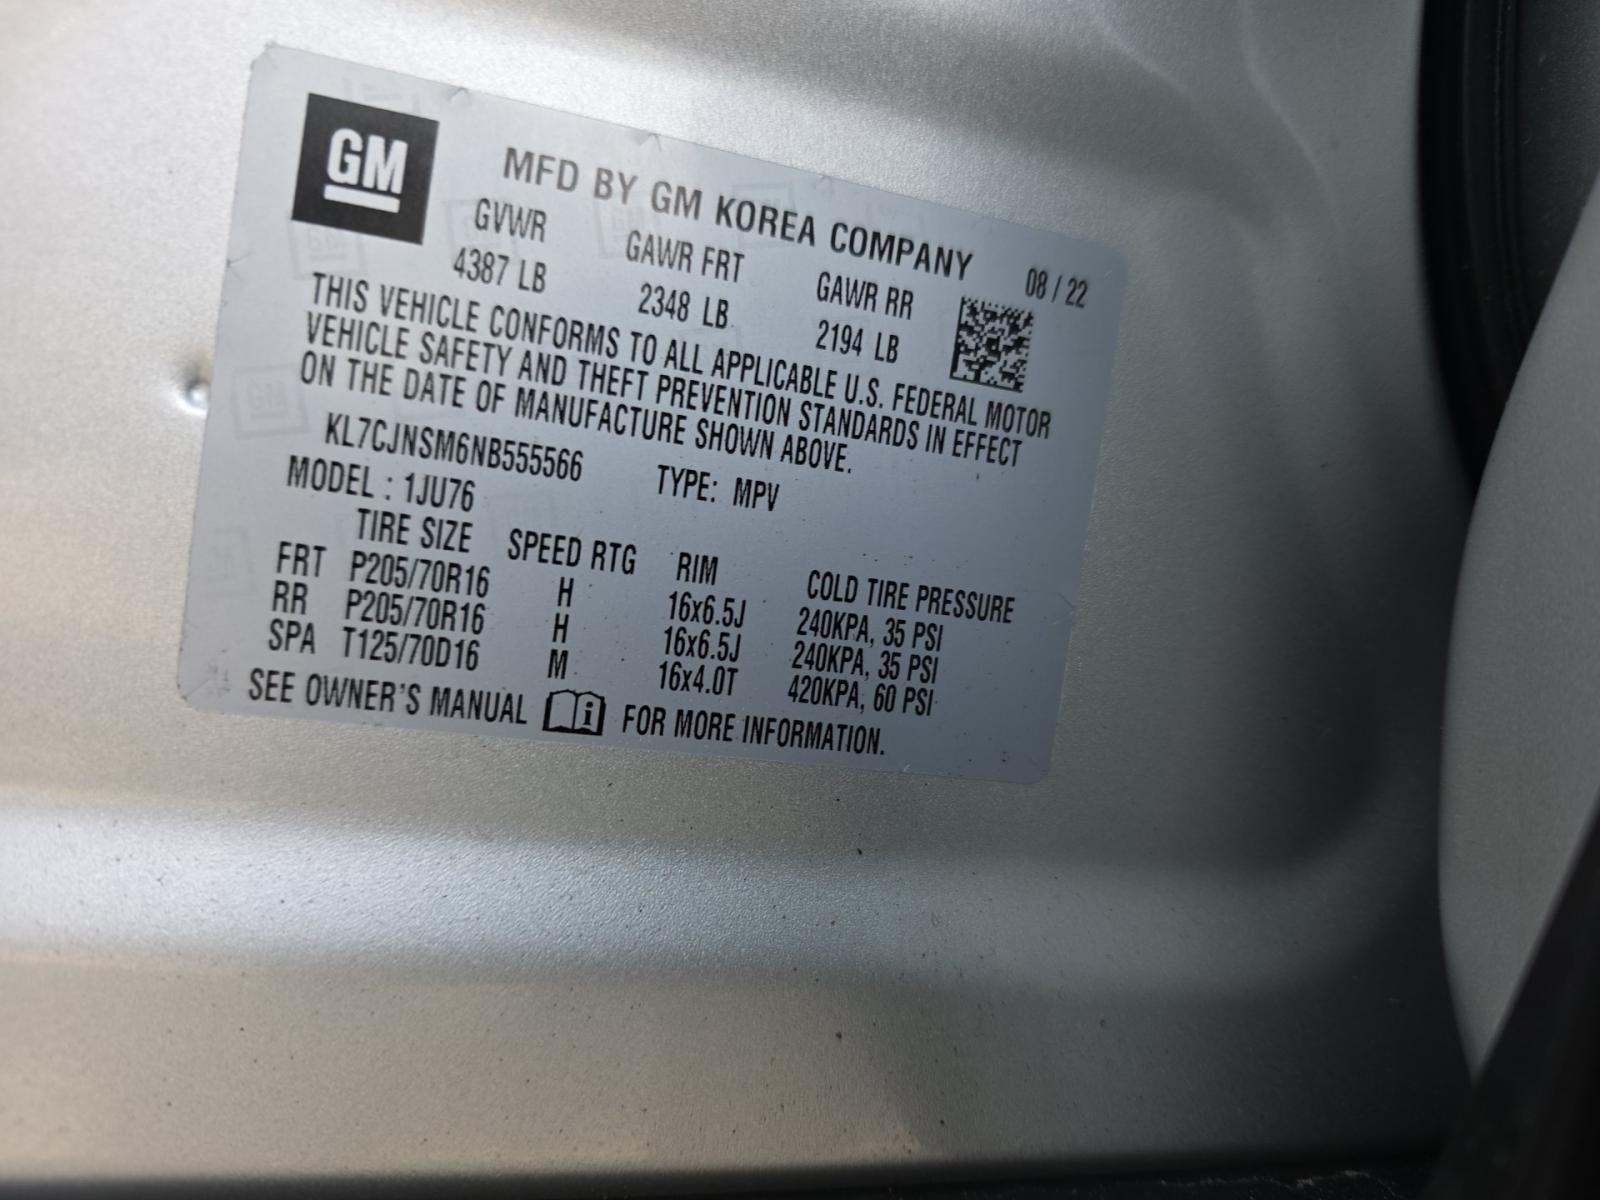 GM
MFD BY GM KOREA COMPANY 08 / 22
GVWR GAWR FRT GAWR RR
4387 LB 2348 LB 2194 LB
THIS VEHICLE CONFORMS TO ALL APPLICABLE U.S. FEDERAL MOTOR
VEHICLE SAFETY AND THEFT PREVENTION STANDARDS IN EFFECT
ON THE DATE OF MANUFACTURE SHOWN ABOVE.
KL7CJNSM6NB555566 TYPE: MPV
MODEL : 1JU76
TIRE SIZE SPEED RTG RIM COLD TIRE PRESSURE
FRT P205/70R16 H 16x6.5J 240KPA, 35 PSI
RR P205/70R16 H 16x6.5J 240KPA, 35 PSI
SPA T125/70D16 M 16x4.0T 420KPA, 60 PSI
SEE OWNER'S MANUAL i FOR MORE INFORMATION.